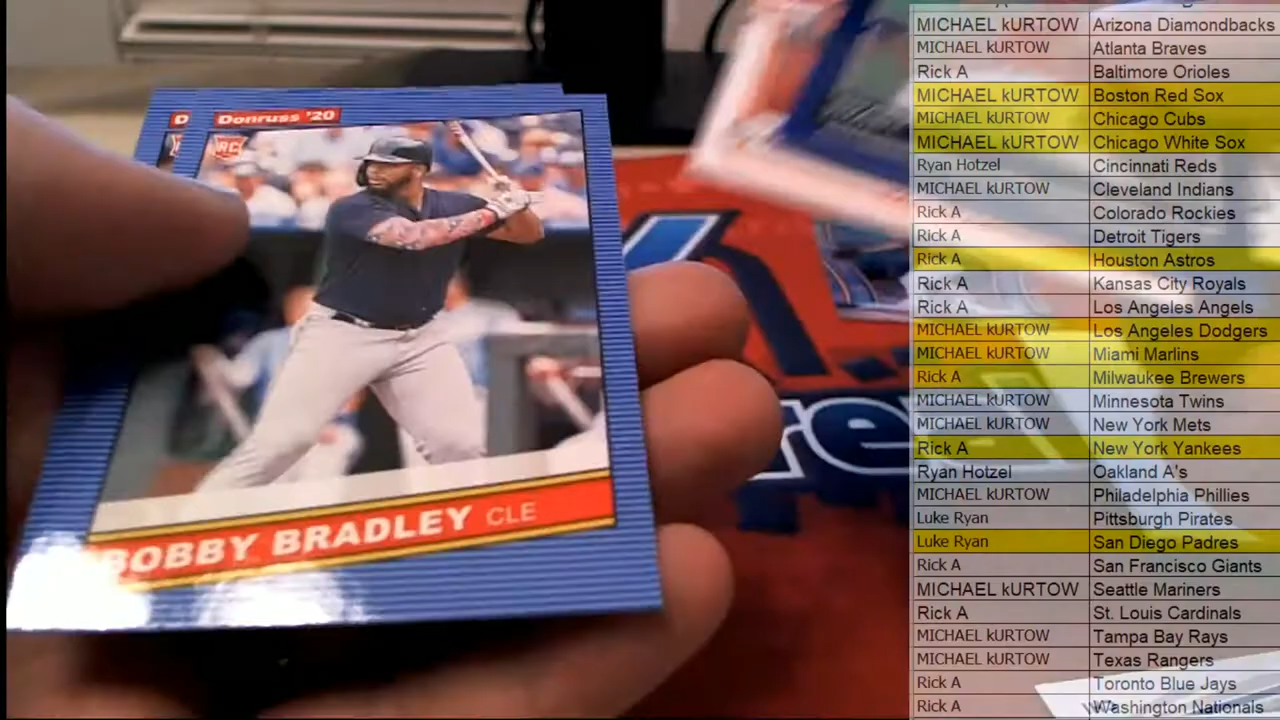 D
Donruss '20
RC
BOBBY BRADLEY CLE
re
MICHAEL kURTOW Arizona Diamondbacks
MICHAEL kURTOW Atlanta Braves
Rick A Baltimore Orioles
MICHAEL kURTOW Boston Red Sox
MICHAEL kURTOW Chicago Cubs
MICHAEL kURTOW Chicago White Sox
Ryan Hotzel Cincinnati Reds
MICHAEL kURTOW Cleveland Indians
Rick A Colorado Rockies
Rick A Detroit Tigers
Rick A Houston Astros
Rick A Kansas City Royals
Rick A Los Angeles Angels
MICHAEL kURTOW Los Angeles Dodgers
MICHAEL kURTOW Miami Marlins
Rick A Milwaukee Brewers
MICHAEL kURTOW Minnesota Twins
MICHAEL kURTOW New York Mets
Rick A New York Yankees
Ryan Hotzel Oakland A's
MICHAEL kURTOW Philadelphia Phillies
Luke Ryan Pittsburgh Pirates
Luke Ryan San Diego Padres
Rick A San Francisco Giants
MICHAEL kURTOW Seattle Mariners
Rick A St. Louis Cardinals
MICHAEL kURTOW Tampa Bay Rays
MICHAEL kURTOW Texas Rangers
Rick A Toronto Blue Jays
Rick A Washington Nationals